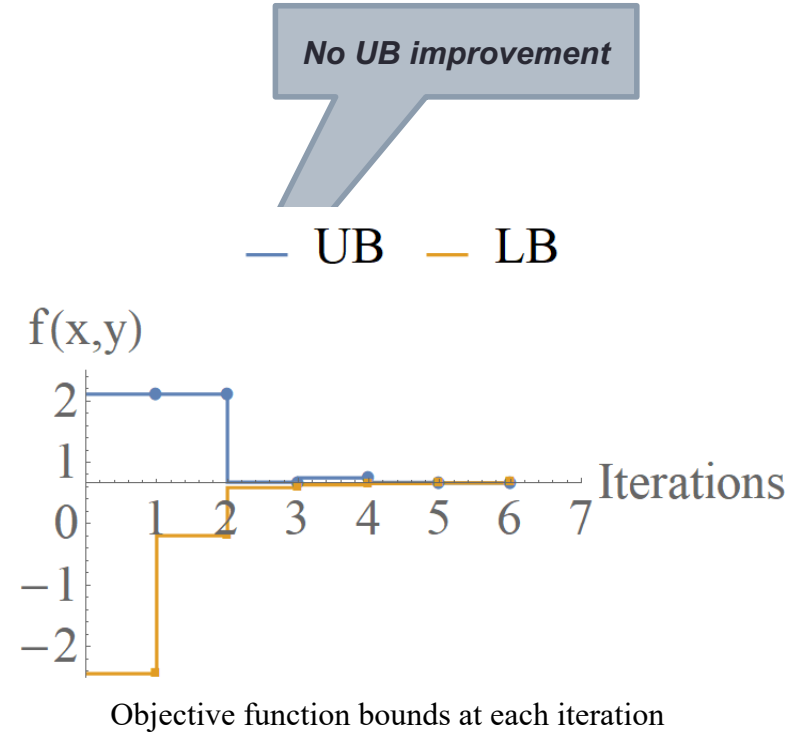 No UB improvement
UB LB
f(x,y)
2
1
Iterations
0
1 2 3 4 5 6 7
−1
−2
Objective function bounds at each iteration